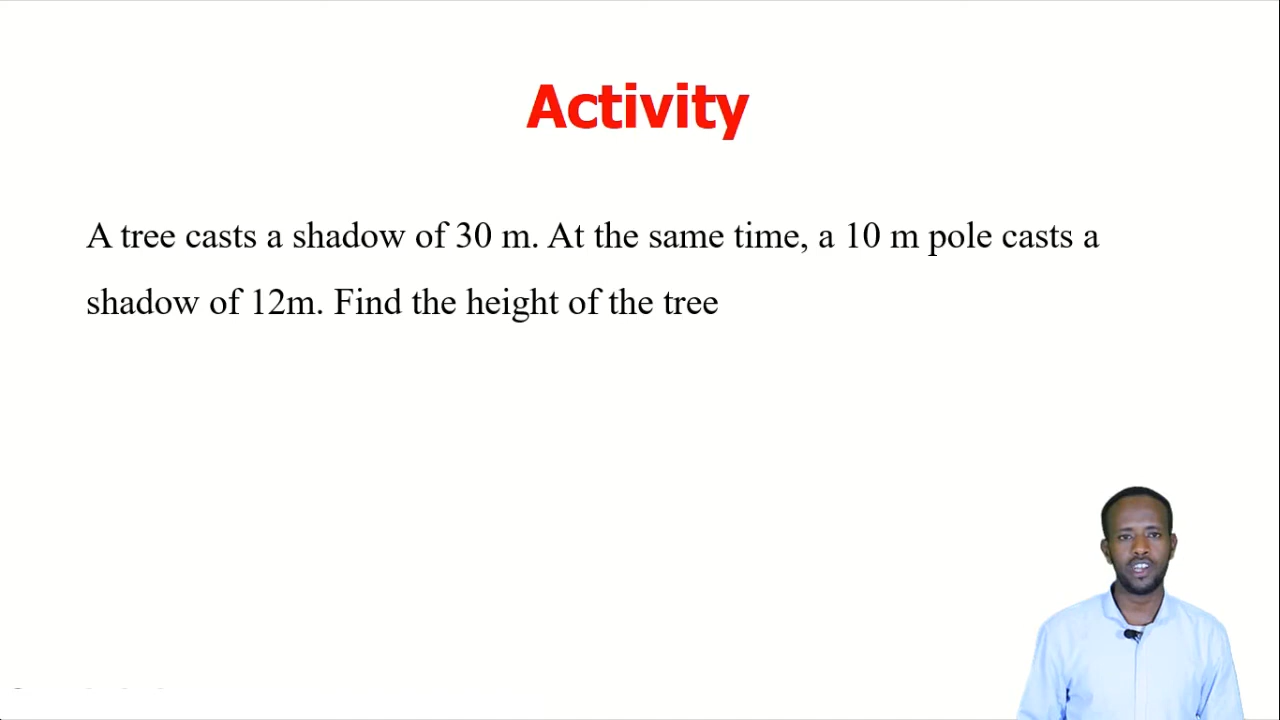 Activity
A tree casts a shadow of 30 m. At the same time, a 10 m pole casts a
shadow of 12m. Find the height of the tree